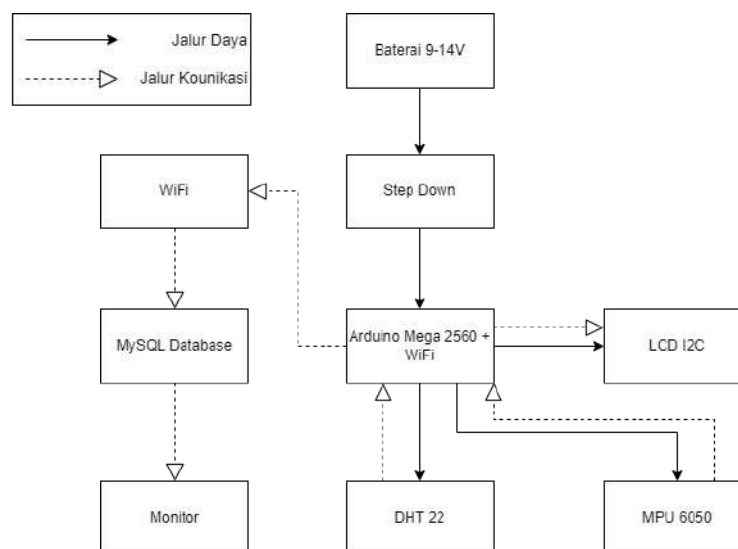 Jalur Daya
Jalur Kounikasi
Baterai 9-14V
WiFi
Step Down
MySQL Database
Arduino Mega 2560 +
WiFi
LCD I2C
Monitor
DHT 22
MPU 6050